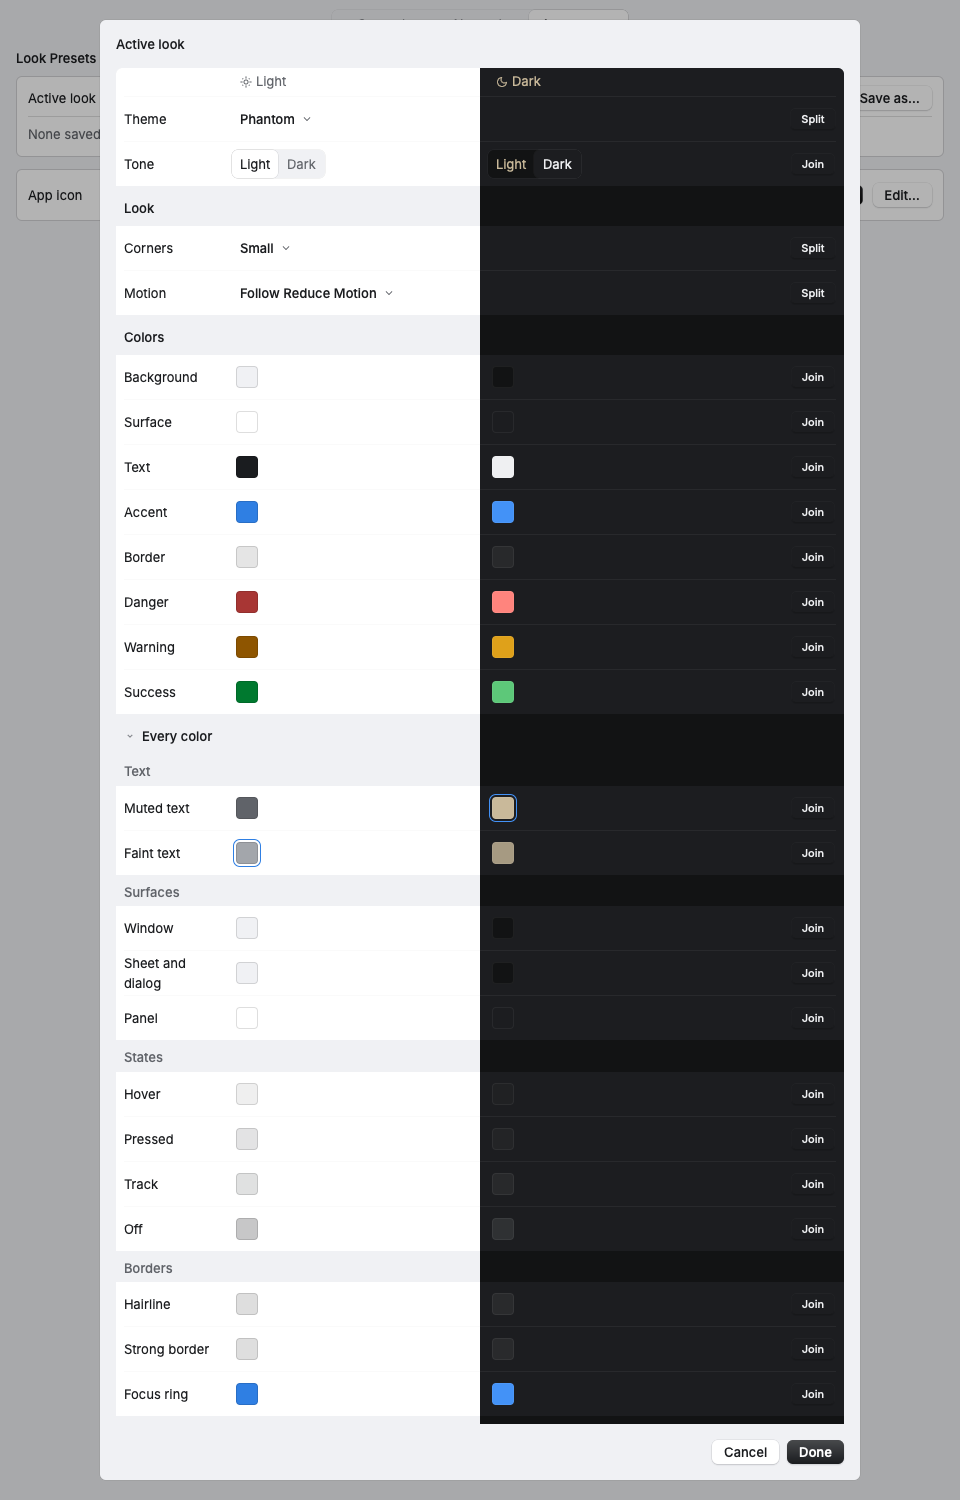 Active look
Look Presets
Light
Dark
Theme
Phantom
Split
Active look
Save as...
Tone
Light
Dark
Light
Dark
Join
None saved
App icon
Edit...
Look
Corners
Small
Split
Motion
Follow Reduce Motion
Split
Colors
Background
Join
Surface
Join
Text
Join
Accent
Join
Border
Join
Danger
Join
Warning
Join
Success
Join
Every color
Text
Muted text
Join
Faint text
Join
Surfaces
Window
Join
Sheet and
dialog
Join
Panel
Join
States
Hover
Join
Pressed
Join
Track
Join
Off
Join
Borders
Hairline
Join
Strong border
Join
Focus ring
Join
Cancel
Done